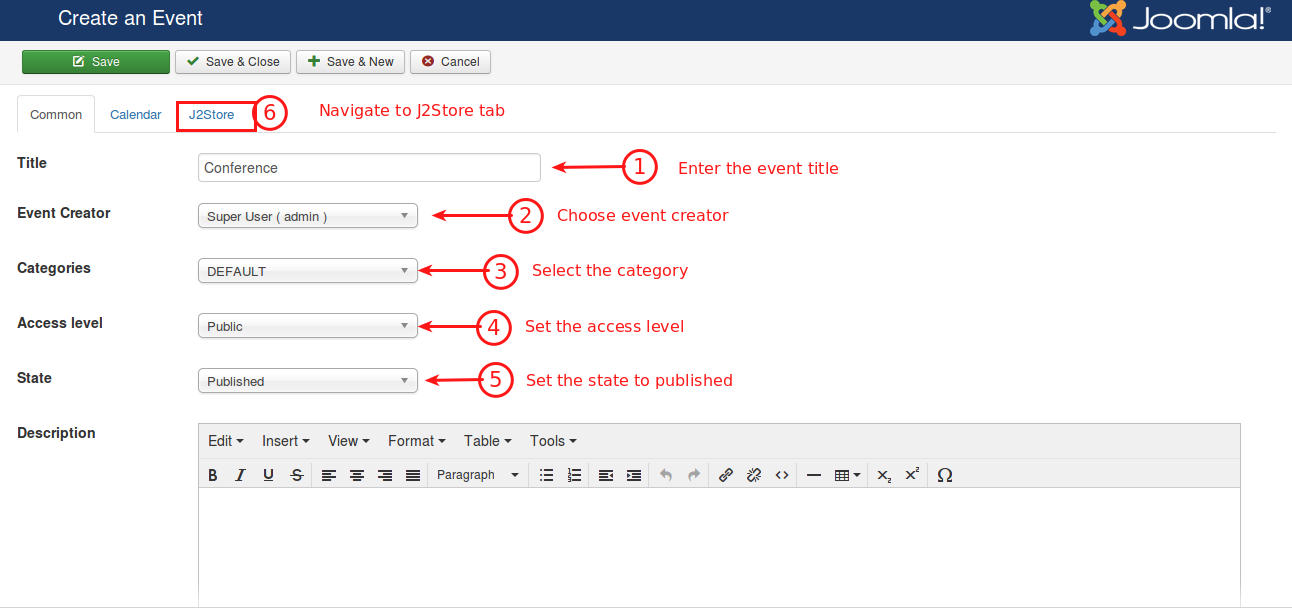 Create an Event
Joomla!®
Save Save & Close Save & New Cancel
Common Calendar J2Store 6 Navigate to J2Store tab
Title Conference 1 Enter the event title
Event Creator Super User ( admin ) 2 Choose event creator
Categories DEFAULT 3 Select the category
Access level Public 4 Set the access level
State Published 5 Set the state to published
Description
Edit Insert View Format Table Tools
B I U S Paragraph X₂ X² Ω